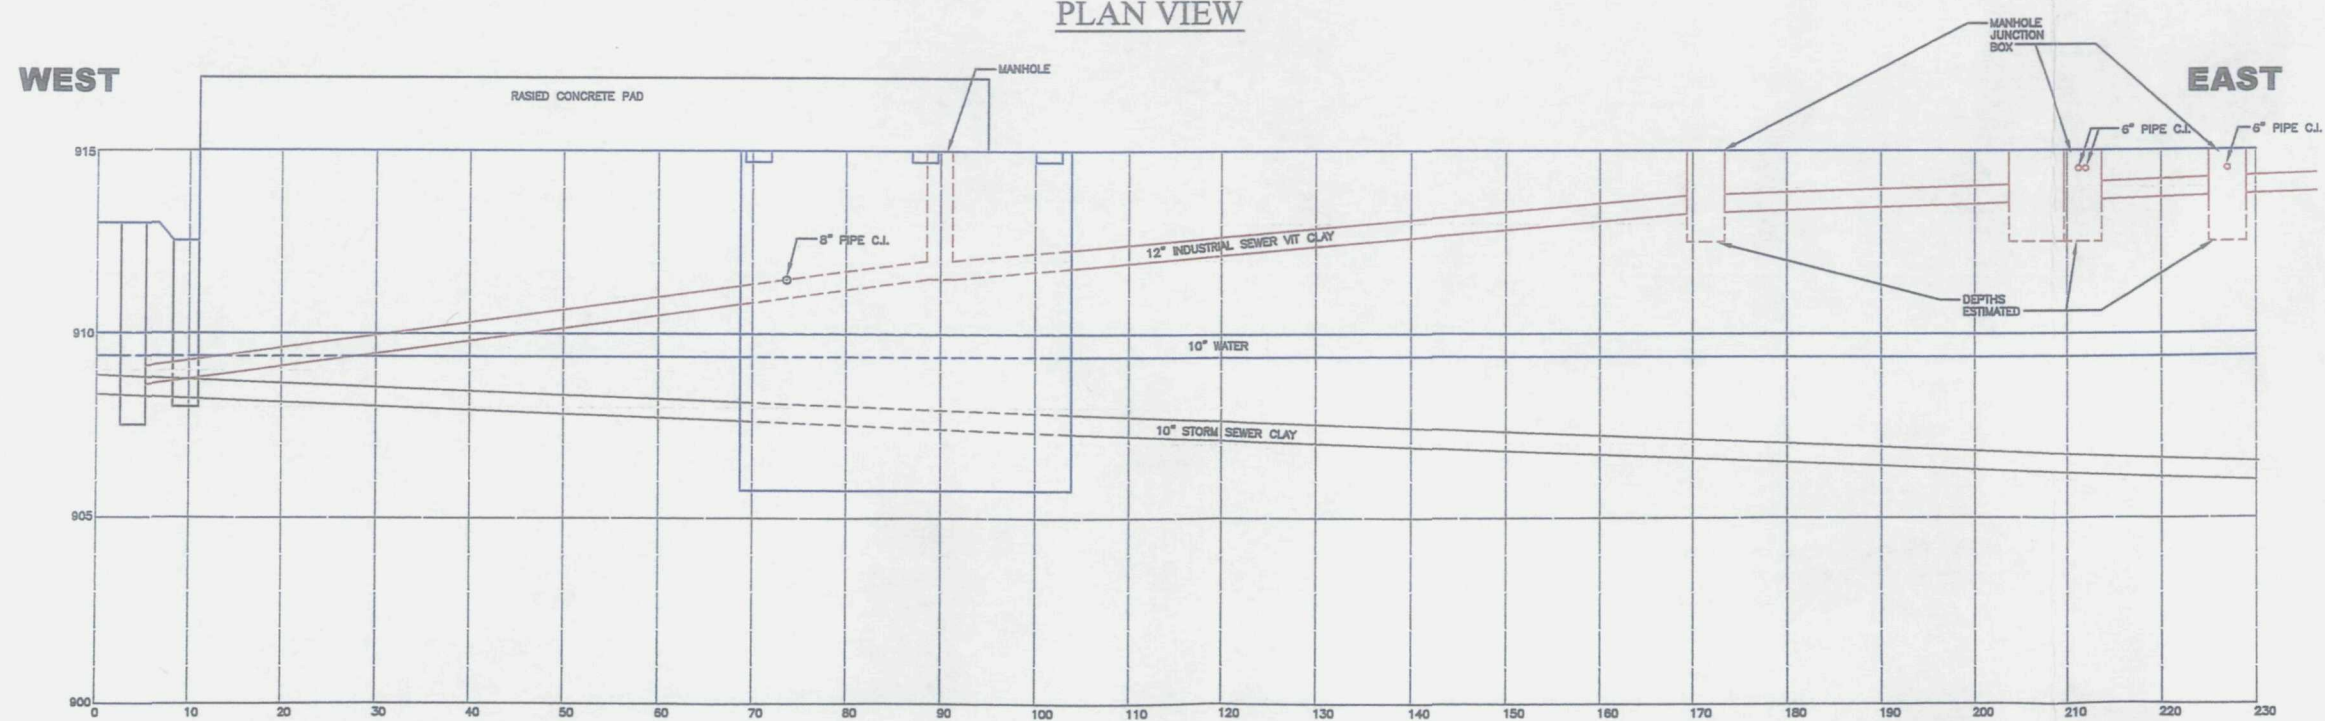 PLAN VIEW
WEST
EAST
MANHOLE
JUNCTION
BOX
MANHOLE
RASIED CONCRETE PAD
6" PIPE C.I.
6" PIPE C.I.
915
8" PIPE C.I.
12" INDUSTRIAL SEWER VIT CLAY
DEPTHS
ESTIMATED
910
10" WATER
10" STORM SEWER CLAY
905
900
0 10 20 30 40 50 60 70 80 90 100 110 120 130 140 150 160 170 180 190 200 210 220 230